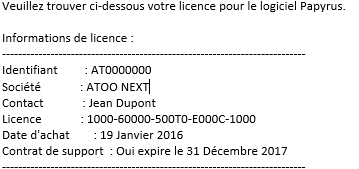 Veuillez trouver ci-dessous votre licence pour le logiciel Papyrus.
Informations de licence :
--------------------------------------------------------------------------
Identifiant : AT0000000
Société : ATOO NEXT
Contact : Jean Dupont
Licence : 1000-60000-500T0-E000C-1000
Date d'achat : 19 Janvier 2016
Contrat de support : Oui expire le 31 Décembre 2017
--------------------------------------------------------------------------